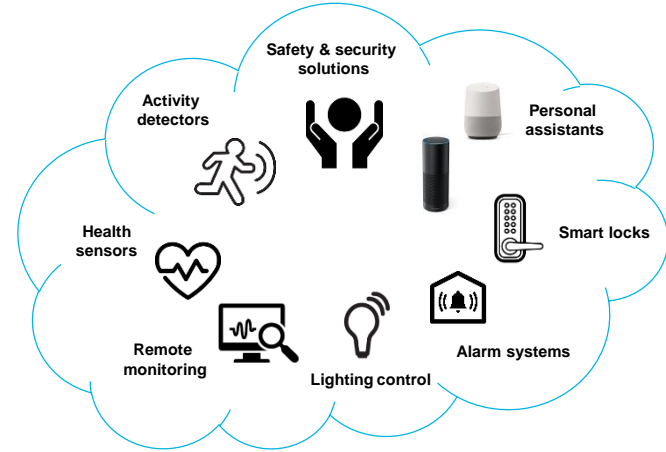 Safety & security
solutions
Activity
detectors
Personal
assistants
Health
sensors
Smart locks
Remote
monitoring
Alarm systems
Lighting control